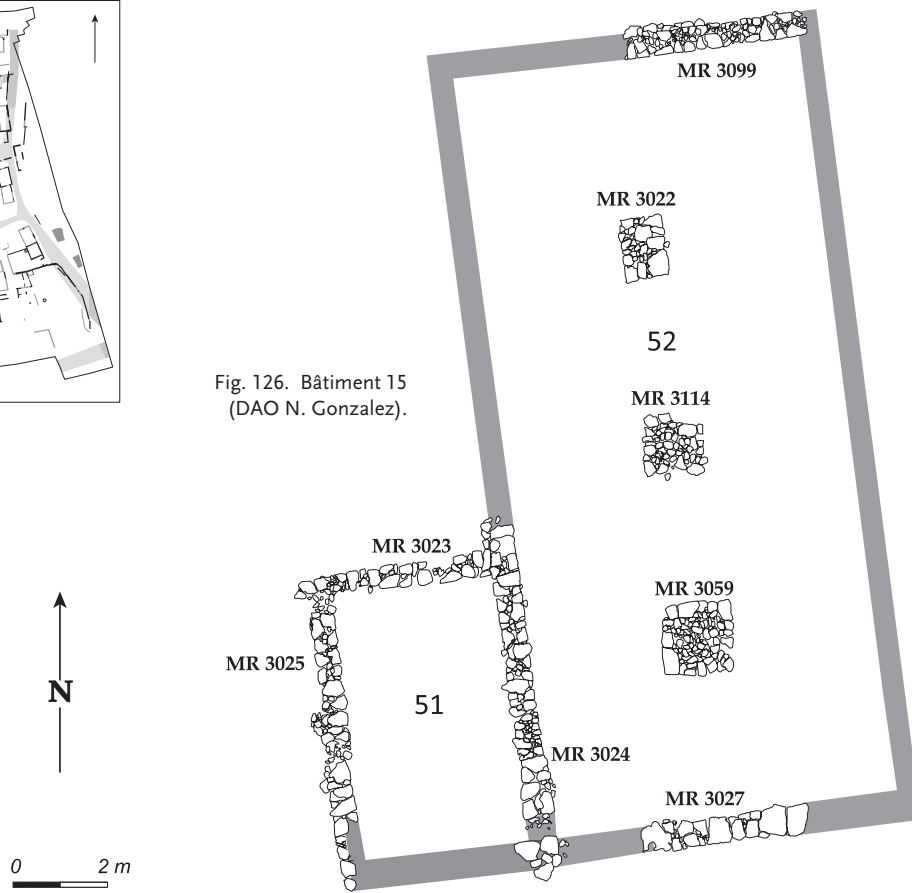 MR 3099
MR 3022
52
Fig. 126. Bâtiment 15
(DAO N. Gonzalez).
MR 3114
MR 3023
MR 3059
MR 3025
N
51
MR 3024
MR 3027
0 2 m